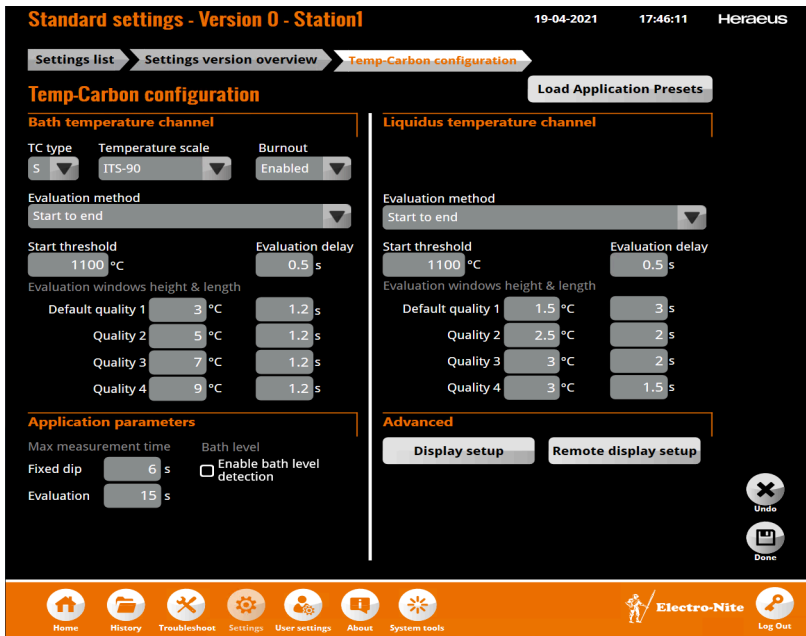 Standard settings - Version 0 - Station1 19-04-2021 17:46:11 Heraeus
Settings list Settings version overview Temp-Carbon configuration
Temp-Carbon configuration Load Application Presets
Bath temperature channel
TC type Temperature scale Burnout
S ITS-90 Enabled
Evaluation method
Start to end
Start threshold Evaluation delay
1100 °C 0.5 s
Evaluation windows height & length
Default quality 1 3 °C 1.2 s
Quality 2 5 °C 1.2 s
Quality 3 7 °C 1.2 s
Quality 4 9 °C 1.2 s
Application parameters
Max measurement time Bath level
Fixed dip 6 s Enable bath level
detection
Evaluation 15 s
Liquidus temperature channel
Evaluation method
Start to end
Start threshold Evaluation delay
1100 °C 0.5 s
Evaluation windows height & length
Default quality 1 1.5 °C 3 s
Quality 2 2.5 °C 2 s
Quality 3 3 °C 2 s
Quality 4 3 °C 1.5 s
Advanced
Display setup Remote display setup
Undo
Done
Home History Troubleshoot Settings User settings About System tools Electro-Nite Log Out